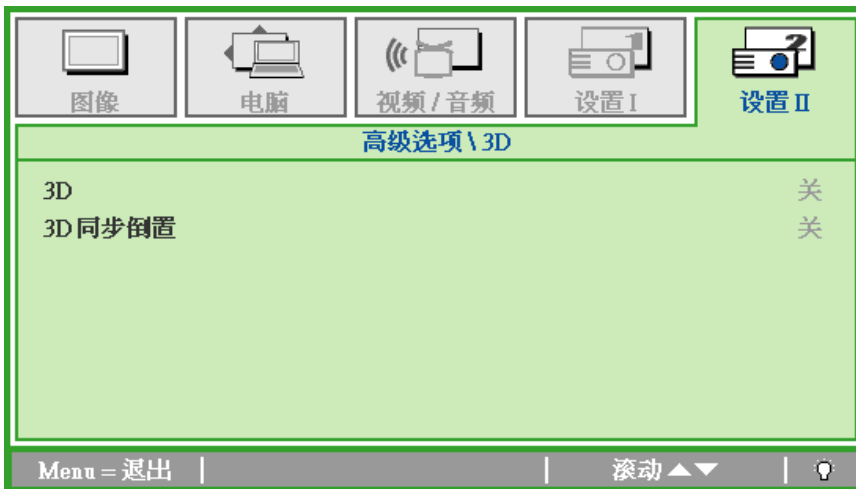 图像 电脑 视频 / 音频 设置 I 设置 II
高级选项 \ 3D
3D 关
3D 同步倒置 关
Menu = 退出 滚动▲▼